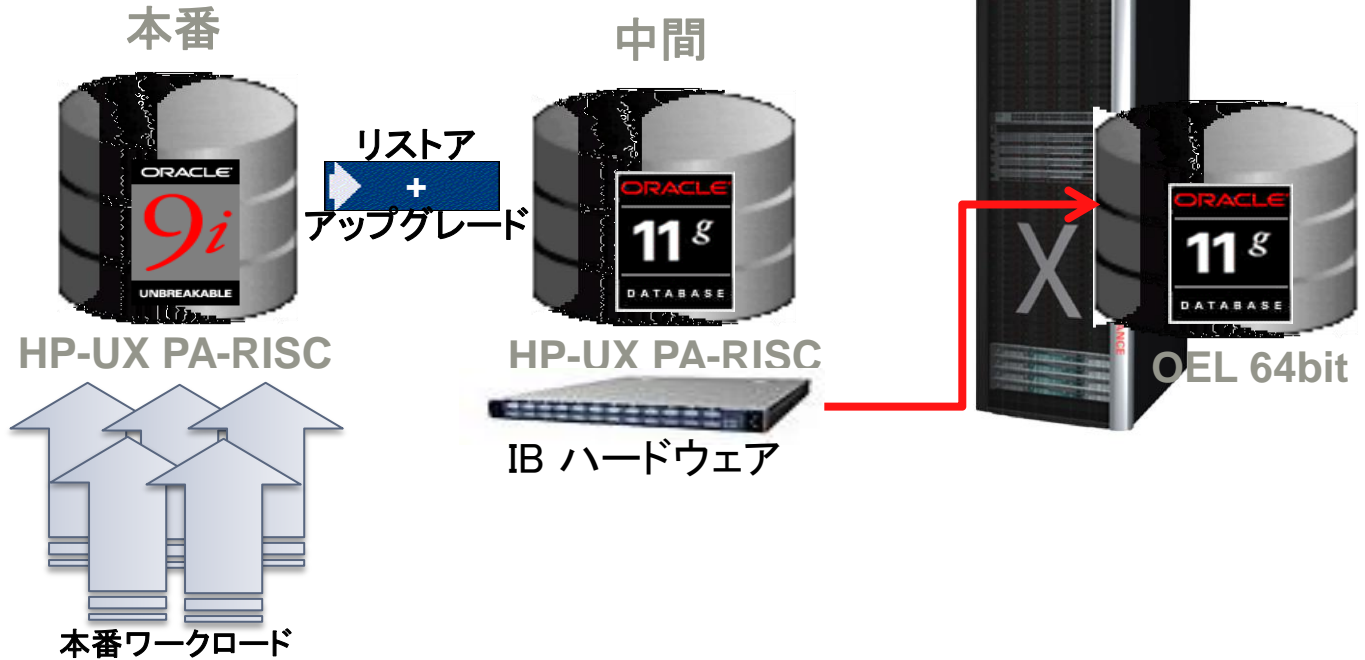 本番
中間
ORACLE
9i
UNBREAKABLE
リストア
+
アップグレード
ORACLE
11g
DATABASE
X
ORACLE
11g
DATABASE
HP-UX PA-RISC
HP-UX PA-RISC
OEL 64bit
IB ハードウェア
本番ワークロード